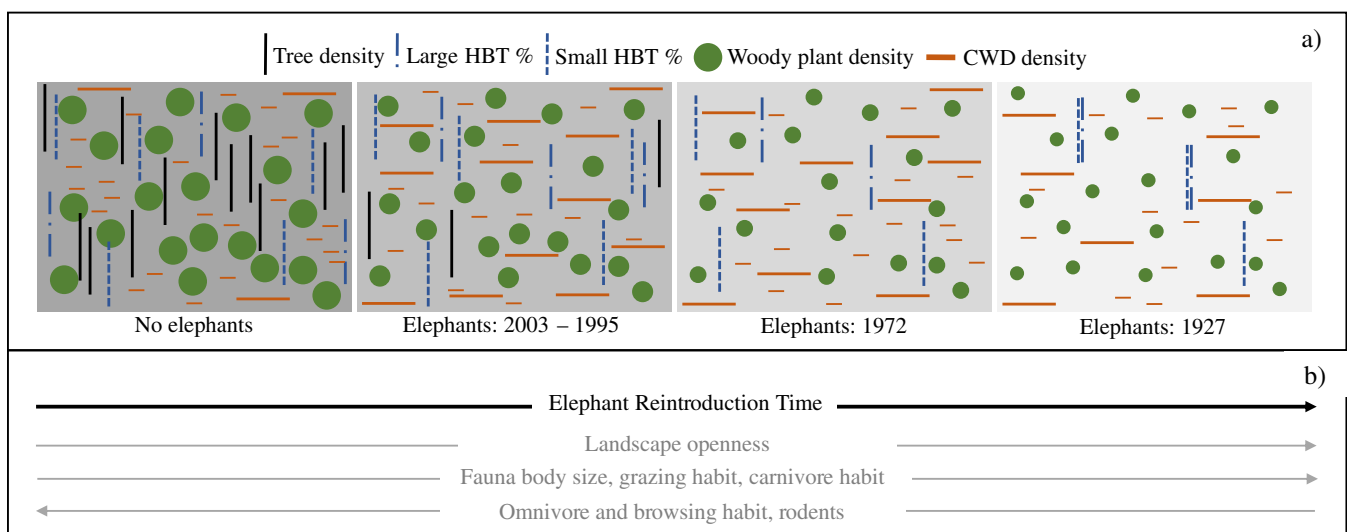 a)
Tree density Large HBT % Small HBT % Woody plant density CWD density
No elephants Elephants: 2003 – 1995 Elephants: 1972 Elephants: 1927
b)
Elephant Reintroduction Time
Landscape openness
Fauna body size, grazing habit, carnivore habit
Omnivore and browsing habit, rodents